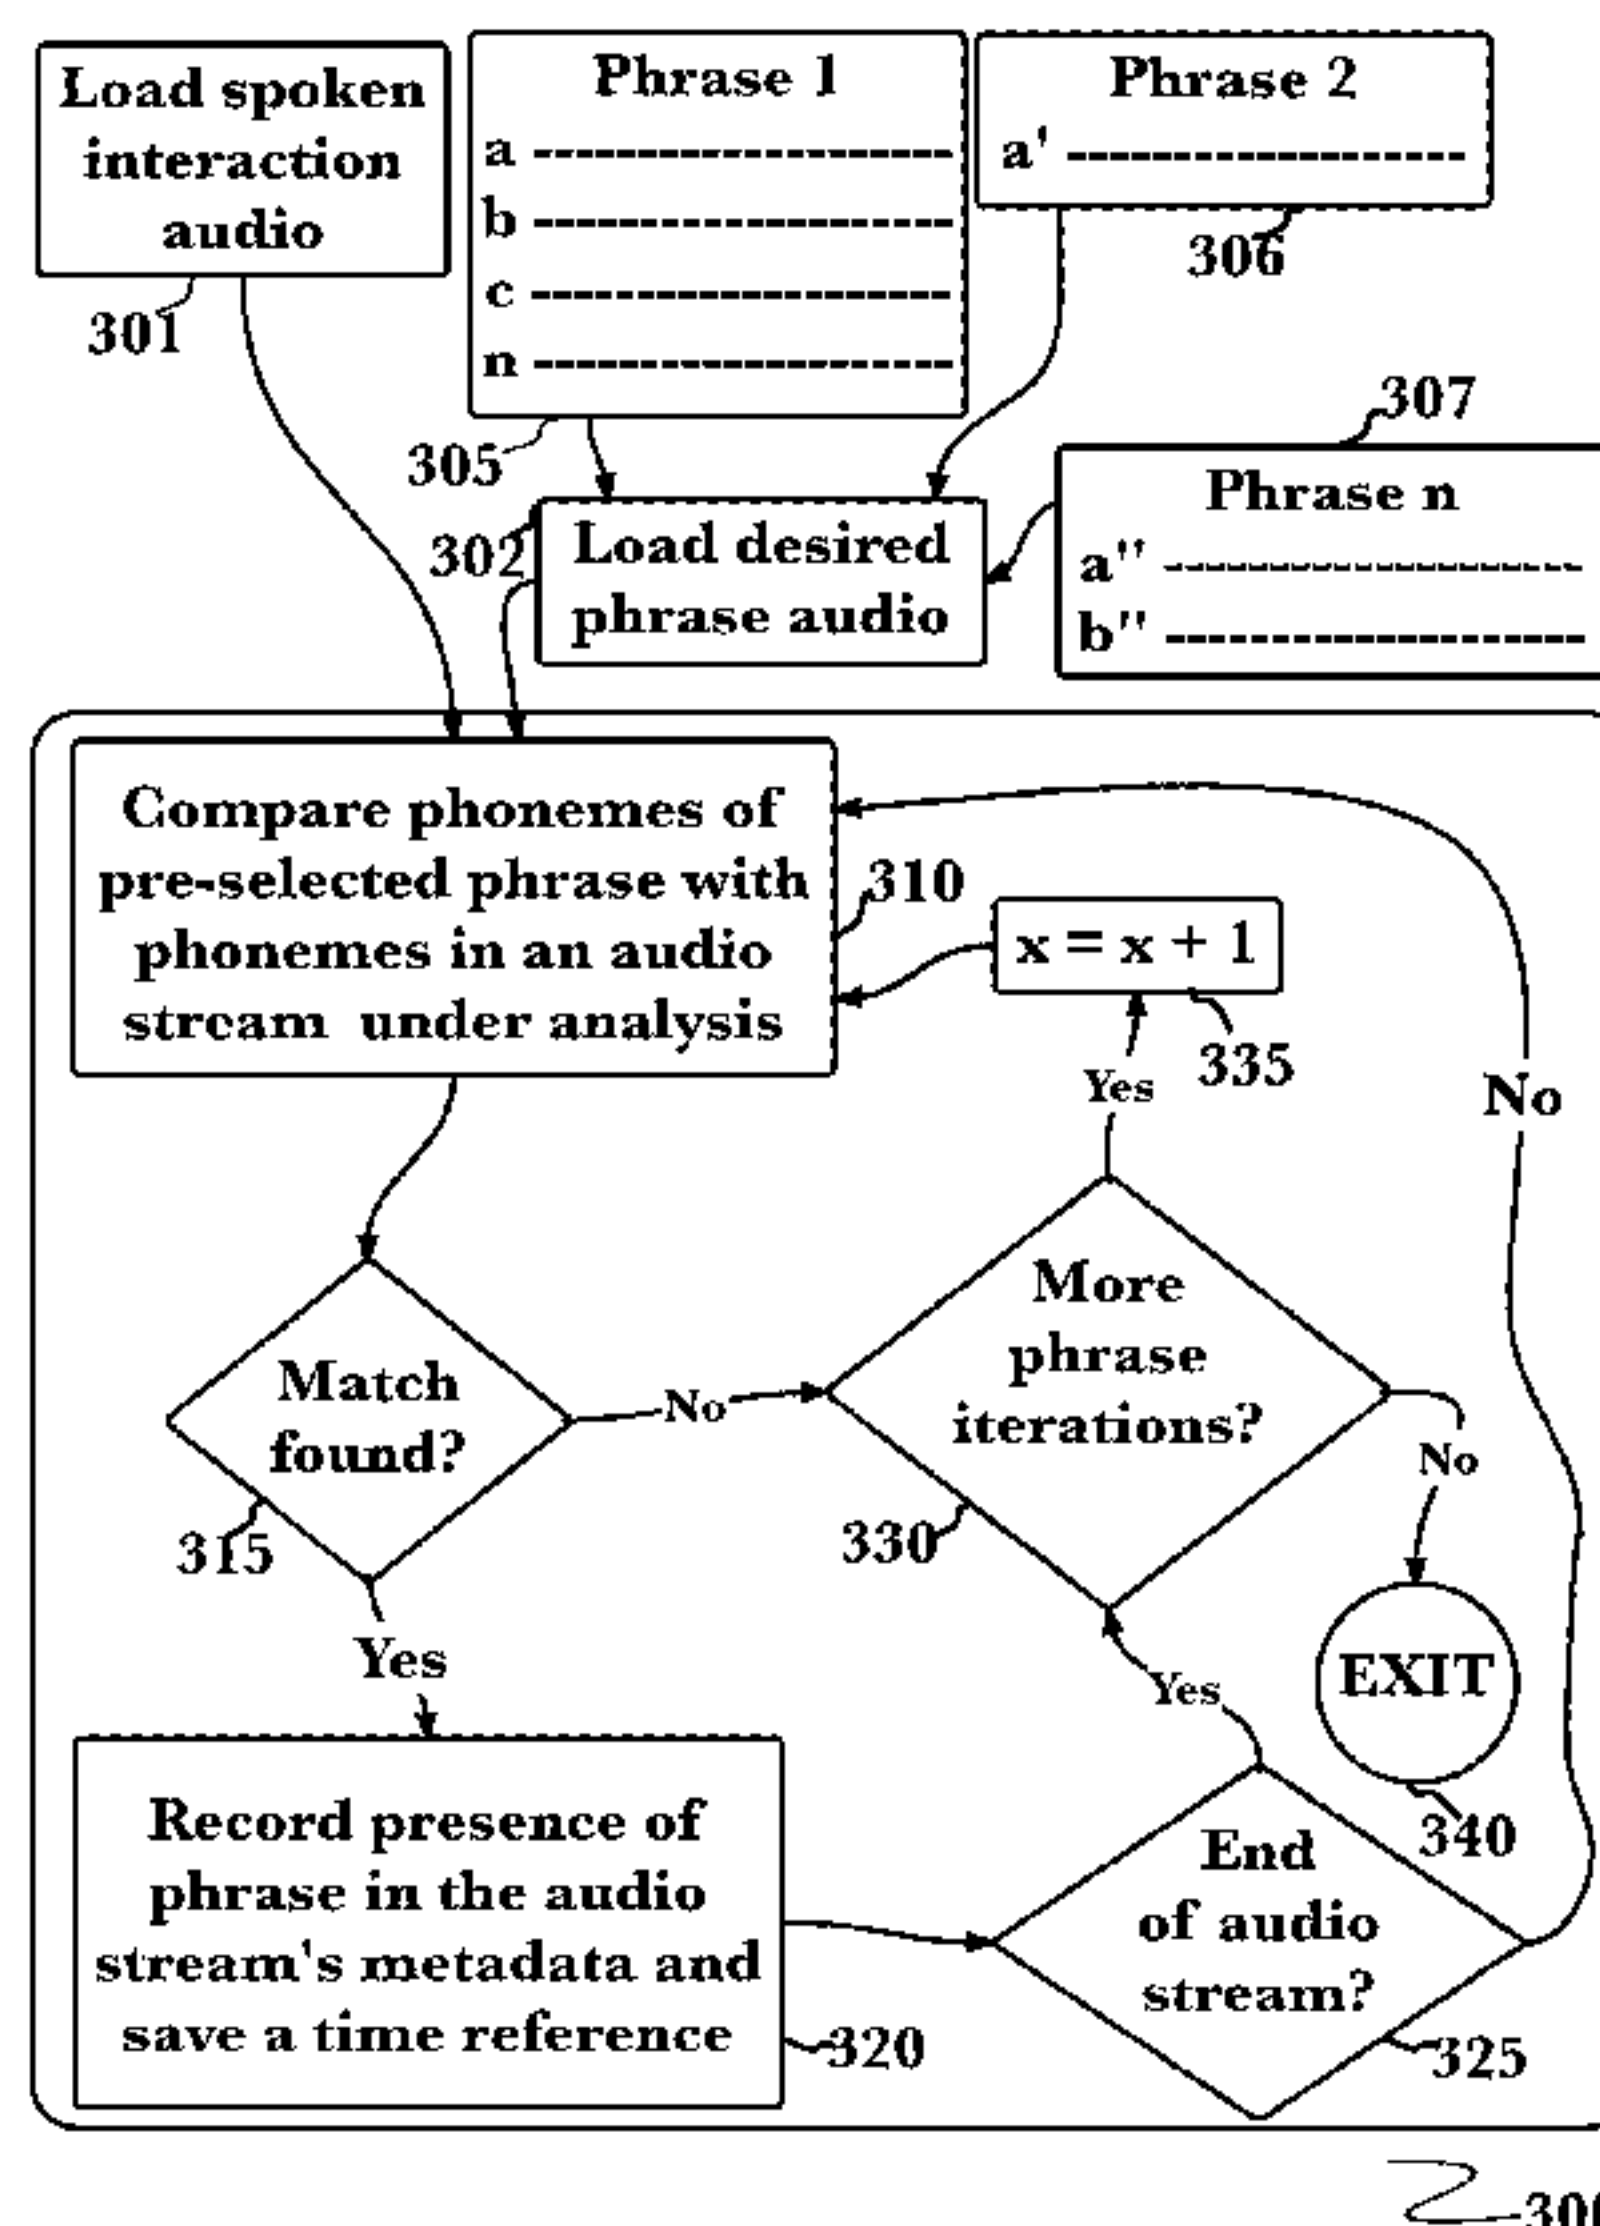 Load spoken
interaction
audio
301
Phrase 1
a
b
c
n
305
Phrase 2
a'
306
307
Phrase n
a"
b"
302
Load desired
phrase audio
Compare phonemes of
pre-selected phrase with
phonemes in an audio
stream under analysis
310
x = x + 1
335
Yes
No
Match
found?
315
No
More
phrase
iterations?
330
No
EXIT
340
Yes
Yes
Record presence of
phrase in the audio
stream's metadata and
save a time reference
320
End
of audio
stream?
325